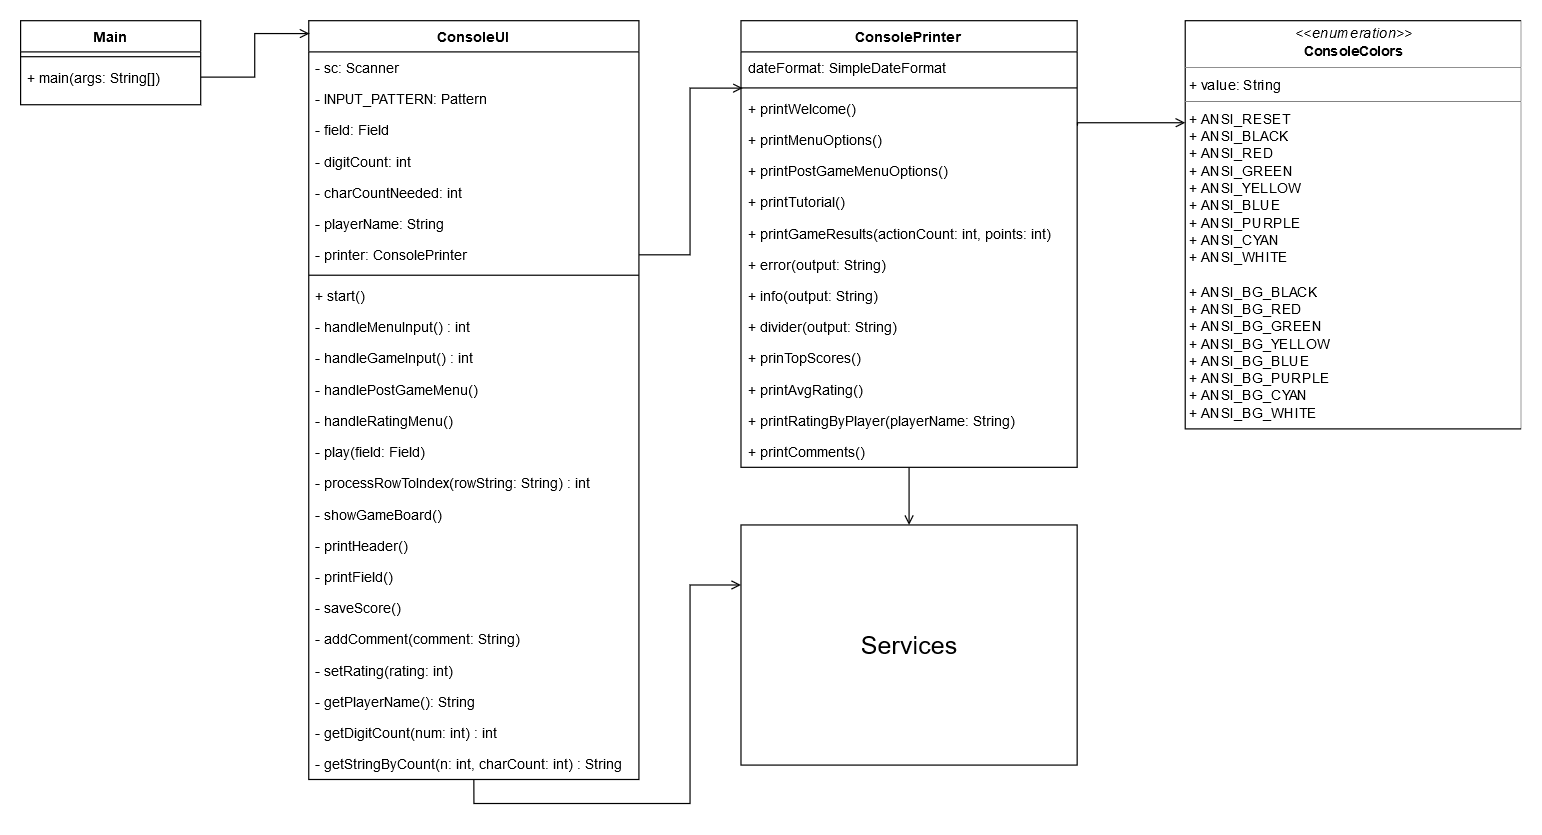 Main
+ main(args: String[])
ConsoleUI
- sc: Scanner
- INPUT_PATTERN: Pattern
- field: Field
- digitCount: int
- charCountNeeded: int
- playerName: String
- printer: ConsolePrinter
+ start()
- handleMenuInput() : int
- handleGameInput() : int
- handlePostGameMenu()
- handleRatingMenu()
- play(field: Field)
- processRowToIndex(rowString: String) : int
- showGameBoard()
- printHeader()
- printField()
- saveScore()
- addComment(comment: String)
- setRating(rating: int)
- getPlayerName(): String
- getDigitCount(num: int) : int
- getStringByCount(n: int, charCount: int) : String
ConsolePrinter
dateFormat: SimpleDateFormat
+ printWelcome()
+ printMenuOptions()
+ printPostGameMenuOptions()
+ printTutorial()
+ printGameResults(actionCount: int, points: int)
+ error(output: String)
+ info(output: String)
+ divider(output: String)
+ prinTopScores()
+ printAvgRating()
+ printRatingByPlayer(playerName: String)
+ printComments()
Services
<<enumeration>>
ConsoleColors
+ value: String
+ ANSI_RESET
+ ANSI_BLACK
+ ANSI_RED
+ ANSI_GREEN
+ ANSI_YELLOW
+ ANSI_BLUE
+ ANSI_PURPLE
+ ANSI_CYAN
+ ANSI_WHITE
+ ANSI_BG_BLACK
+ ANSI_BG_RED
+ ANSI_BG_GREEN
+ ANSI_BG_YELLOW
+ ANSI_BG_BLUE
+ ANSI_BG_PURPLE
+ ANSI_BG_CYAN
+ ANSI_BG_WHITE